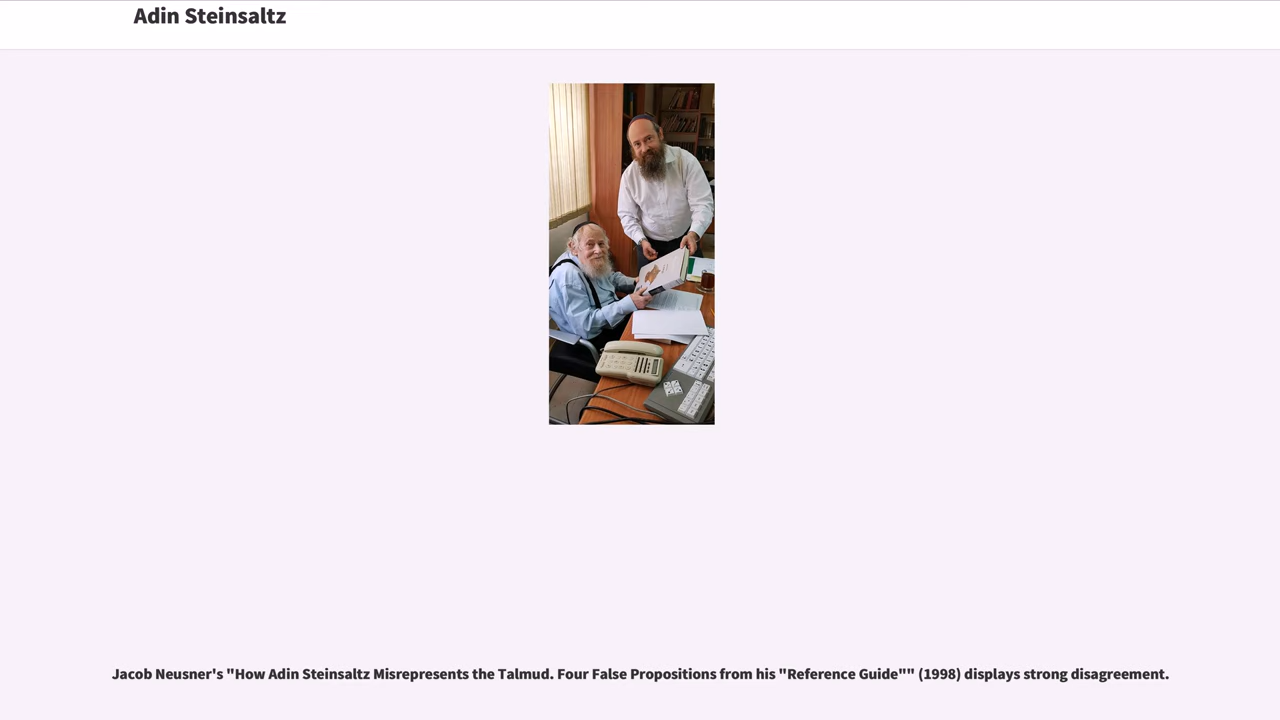 Adin Steinsaltz
Jacob Neusner's "How Adin Steinsaltz Misrepresents the Talmud. Four False Propositions from his "Reference Guide"" (1998) displays strong disagreement.